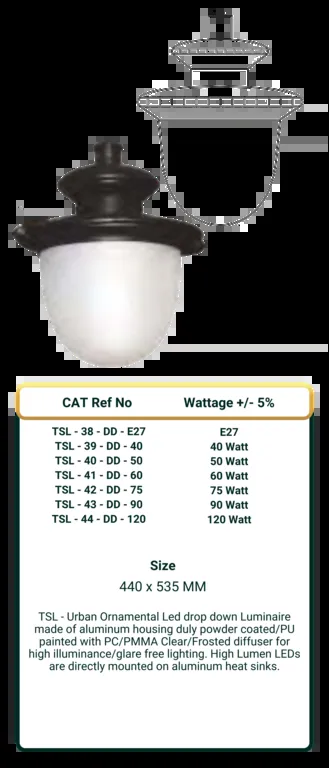 CAT Ref No Wattage +/- 5%
TSL - 38 - DD - E27 E27
TSL - 39 - DD - 40 40 Watt
TSL - 40 - DD - 50 50 Watt
TSL - 41 - DD - 60 60 Watt
TSL - 42 - DD - 75 75 Watt
TSL - 43 - DD - 90 90 Watt
TSL - 44 - DD - 120 120 Watt
Size
440 x 535 MM
TSL - Urban Ornamental Led drop down Luminaire
made of aluminum housing duly powder coated/PU
painted with PC/PMMA Clear/Frosted diffuser for
high illuminance/glare free lighting. High Lumen LEDs
are directly mounted on aluminum heat sinks.